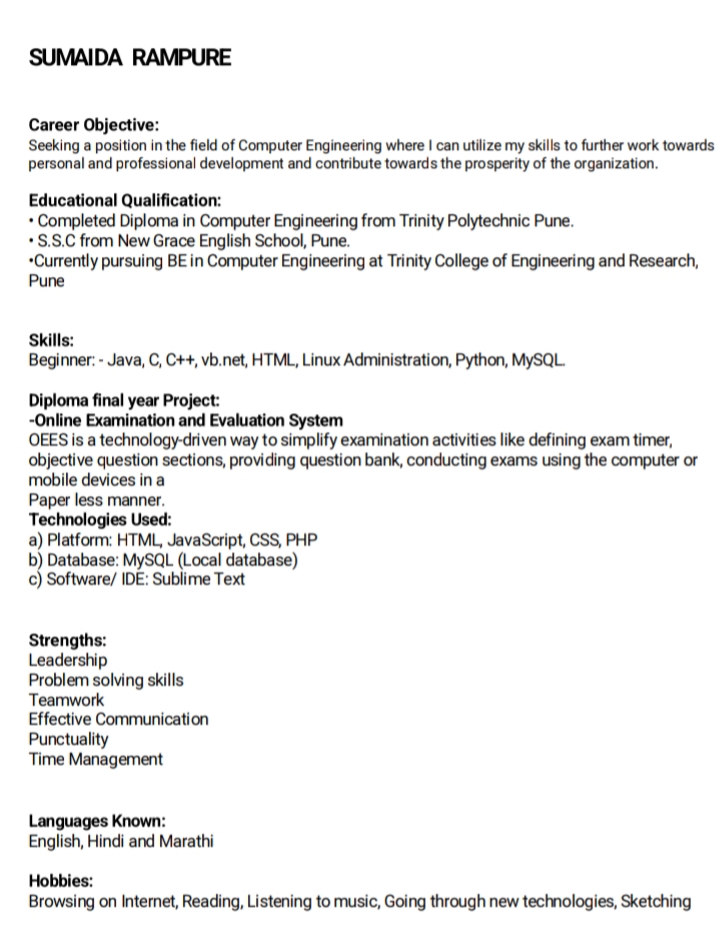 SUMAIDA RAMPURE
Career Objective:
Seeking a position in the field of Computer Engineering where I can utilize my skills to further work towards
personal and professional development and contribute towards the prosperity of the organization.
Educational Qualification:
• Completed Diploma in Computer Engineering from Trinity Polytechnic Pune.
• S.S.C from New Grace English School, Pune.
•Currently pursuing BE in Computer Engineering at Trinity College of Engineering and Research,
Pune
Skills:
Beginner: - Java, C, C++, vb.net, HTML, Linux Administration, Python, MySQL.
Diploma final year Project:
-Online Examination and Evaluation System
OEES is a technology-driven way to simplify examination activities like defining exam timer,
objective question sections, providing question bank, conducting exams using the computer or
mobile devices in a
Paper less manner.
Technologies Used:
a) Platform: HTML, JavaScript, CSS, PHP
b) Database: MySQL (Local database)
c) Software/ IDE: Sublime Text
Strengths:
Leadership
Problem solving skills
Teamwork
Effective Communication
Punctuality
Time Management
Languages Known:
English, Hindi and Marathi
Hobbies:
Browsing on Internet, Reading, Listening to music, Going through new technologies, Sketching